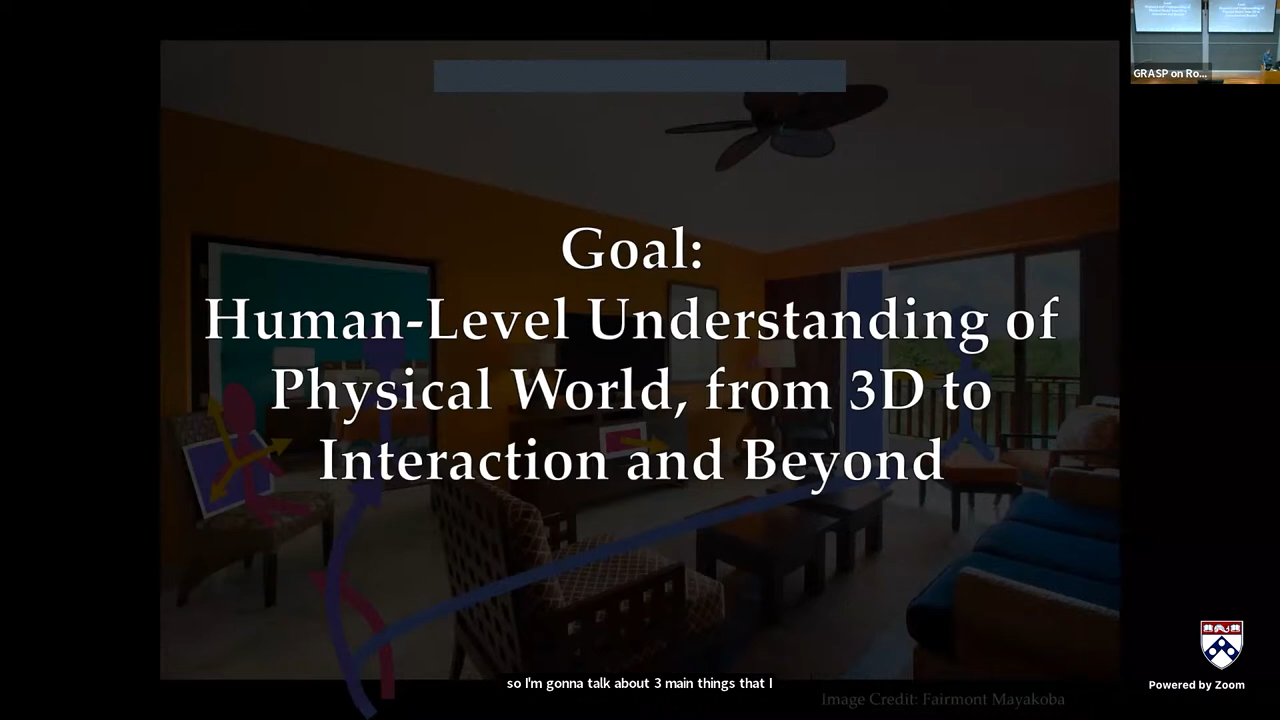 GRASP on Ro...
Goal:
Human-Level Understanding of
Physical World, from 3D to
Interaction and Beyond
so I'm gonna talk about 3 main things that I
Image Credit: Fairmont Mayakoba
Powered by Zoom